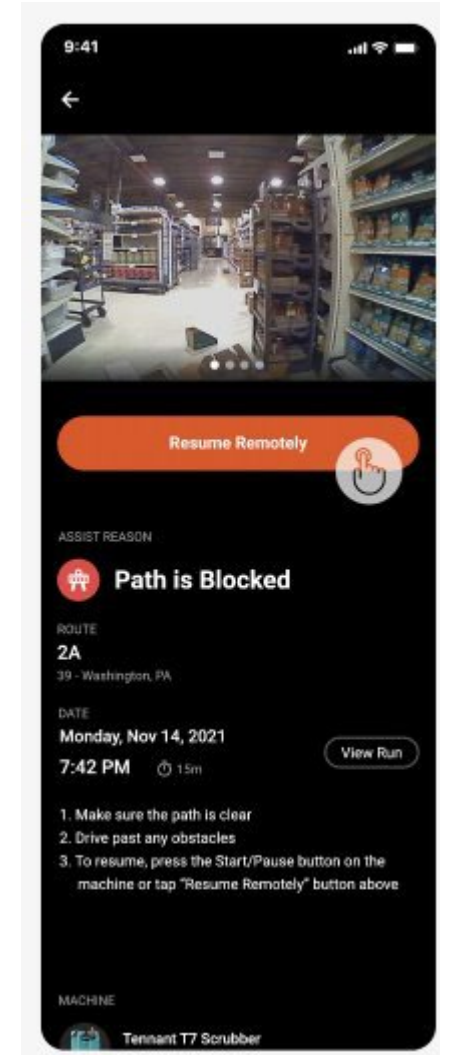 9:41
Resume Remotely
ASSIST REASON
Path is Blocked
ROUTE
2A
39 - Washington, PA
DATE
Monday, Nov 14, 2021
7:42 PM 15m
View Run
1. Make sure the path is clear
2. Drive past any obstacles
3. To resume, press the Start/Pause button on the
machine or tap "Resume Remotely" button above
MACHINE
Tennant T7 Scrubber